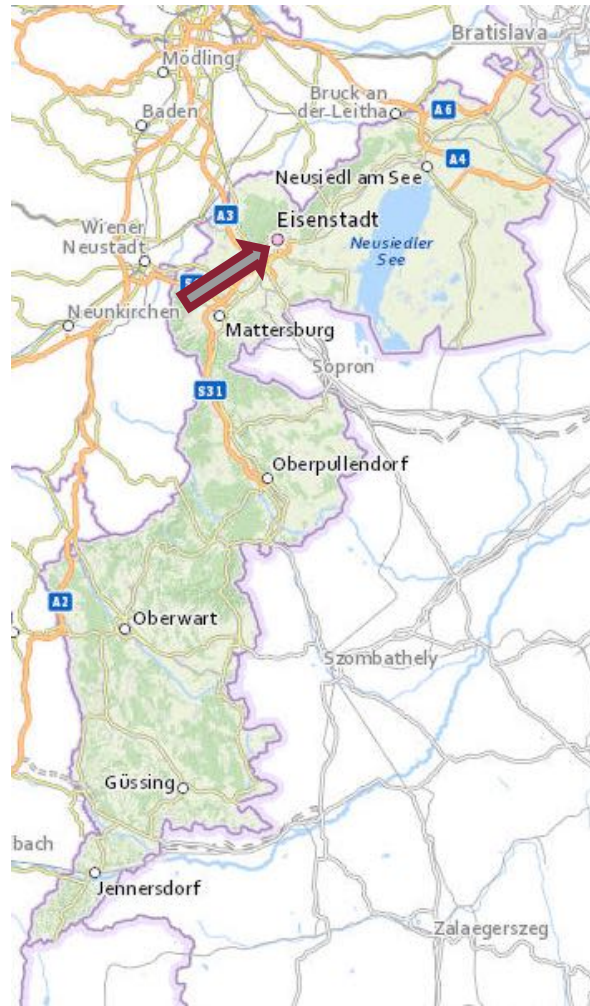 Bratislava
Mödling
Bruck an
der Leitha
A6
Baden
A4
Neusiedl am See
A3
Eisenstadt
Wiener
Neustadt
Neusiedler
See
Neunkirchen
Mattersburg
Sopron
S31
Oberpullendorf
A2
Oberwart
Szombathely
Güssing
bach
Jennersdorf
Zalaegerszeg